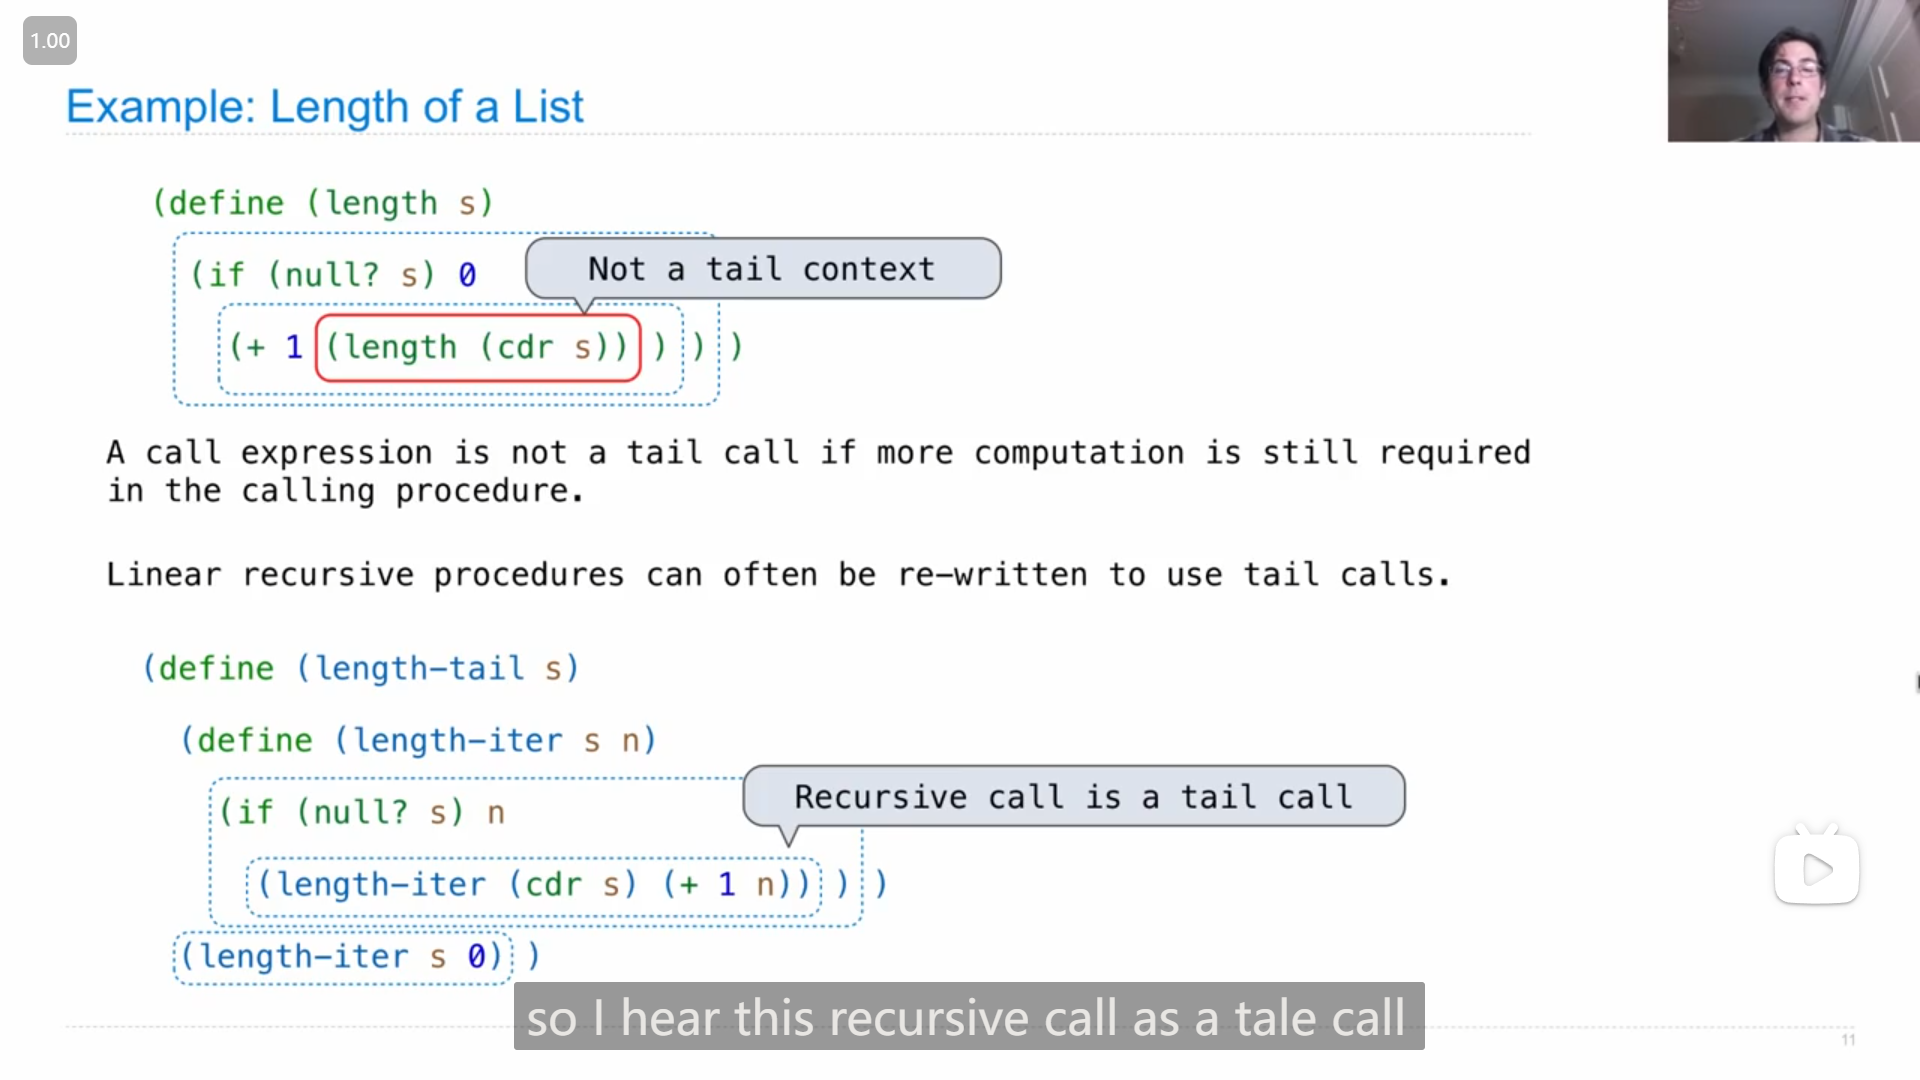 1.00
Example: Length of a List
(define (length s)
(if (null? s) 0
Not a tail context
(+ 1 (length (cdr s)) ) ) )
A call expression is not a tail call if more computation is still required
in the calling procedure.
Linear recursive procedures can often be re-written to use tail calls.
(define (length-tail s)
(define (length-iter s n)
Recursive call is a tail call
(if (null? s) n
(length-iter (cdr s) (+ 1 n)) ) )
(length-iter s 0) )
so I hear this recursive call as a tale call
11